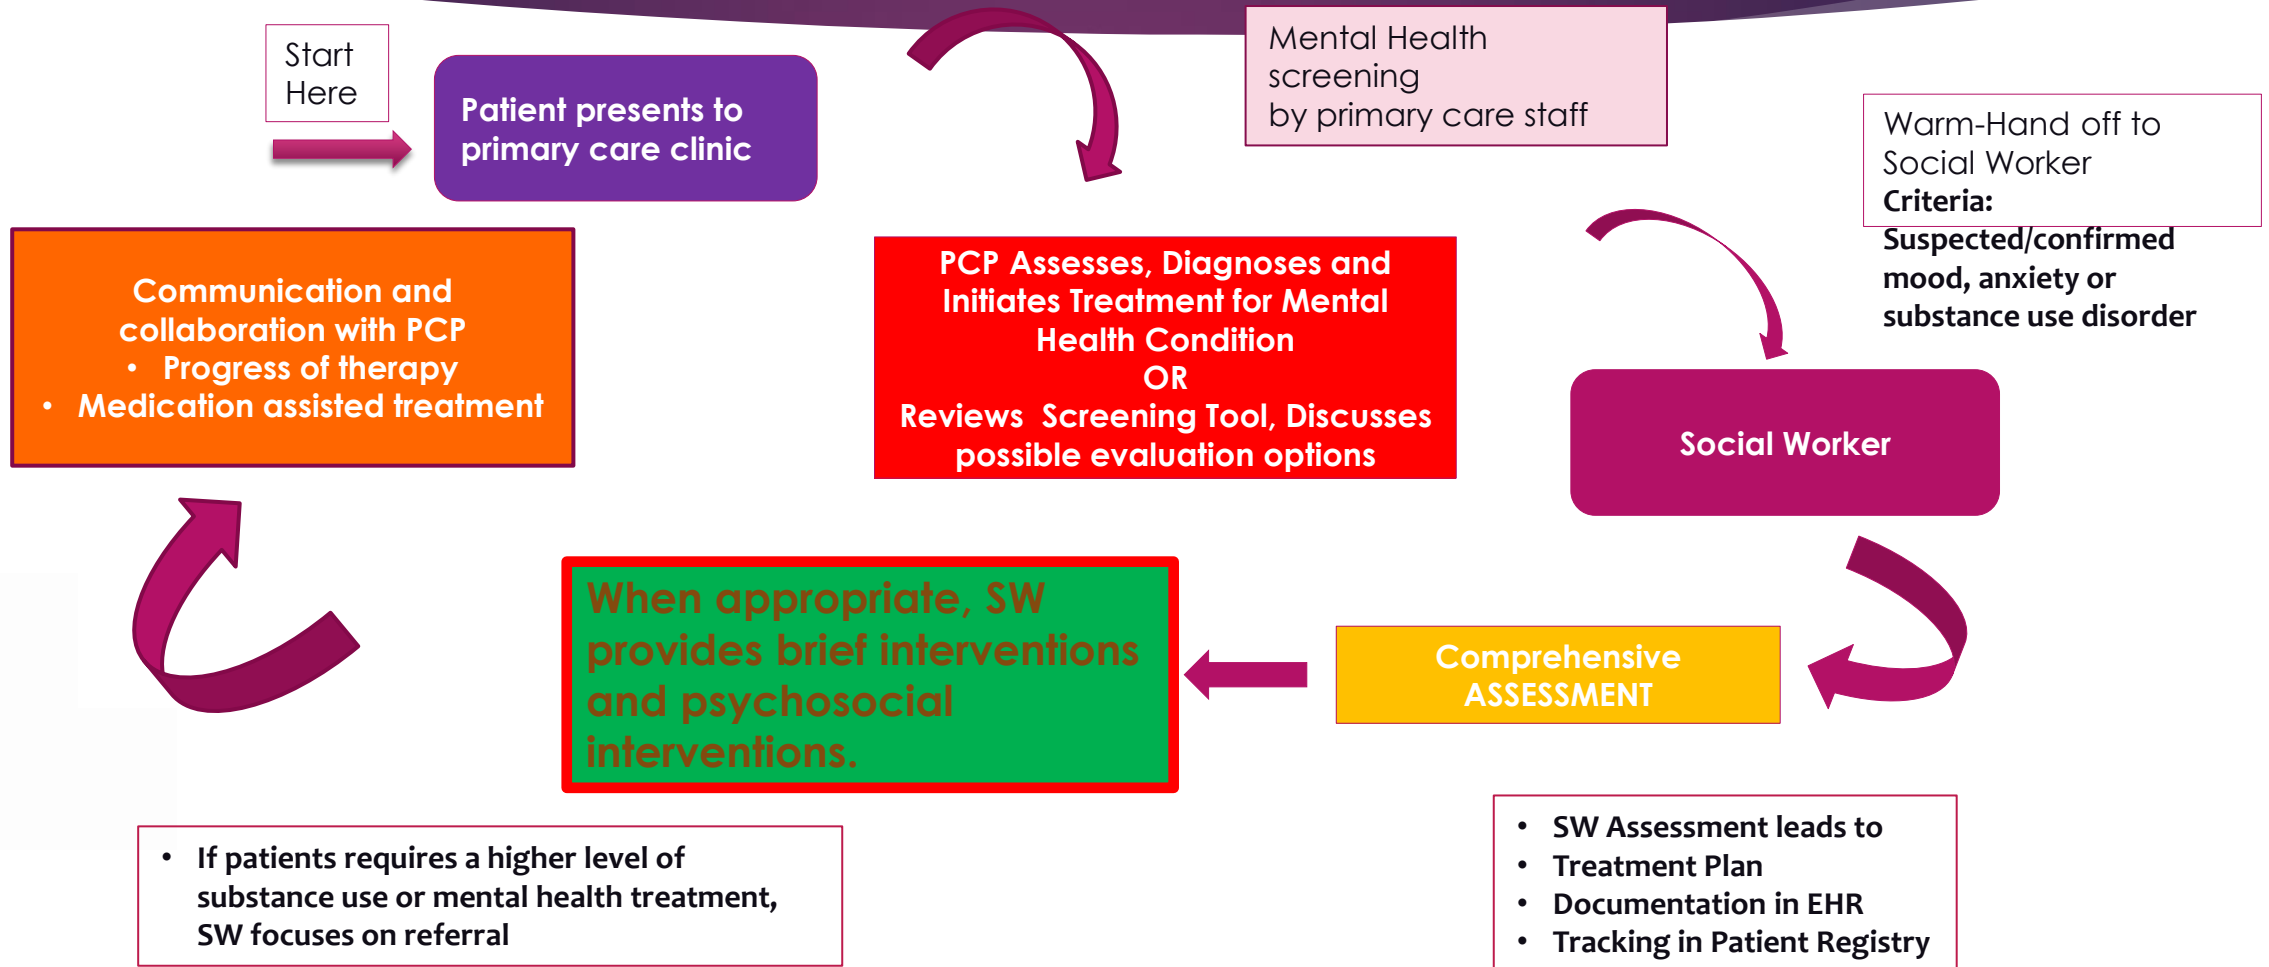 Start
Here
Patient presents to
primary care clinic
Mental Health
screening
by primary care staff
Warm-Hand off to
Social Worker
Criteria:
Suspected/confirmed
mood, anxiety or
substance use disorder
Communication and
collaboration with PCP
• Progress of therapy
• Medication assisted treatment
PCP Assesses, Diagnoses and
Initiates Treatment for Mental
Health Condition
OR
Reviews Screening Tool, Discusses
possible evaluation options
Social Worker
When appropriate, SW
provides brief interventions
and psychosocial
interventions.
Comprehensive
ASSESSMENT
• If patients requires a higher level of
substance use or mental health treatment,
SW focuses on referral
• SW Assessment leads to
• Treatment Plan
• Documentation in EHR
• Tracking in Patient Registry